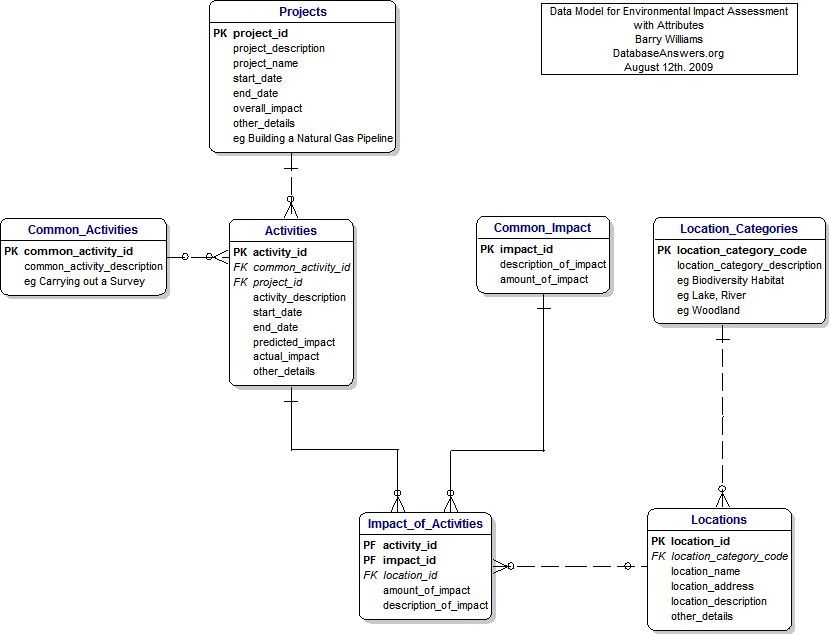 Projects
PK project_id
project_description
project_name
start_date
end_date
overall_impact
other_details
eg Building a Natural Gas Pipeline
Data Model for Environmental Impact Assessment
with Attributes
Barry Williams
DatabaseAnswers.org
August 12th. 2009
Common_Activities
PK common_activity_id
common_activity_description
eg Carrying out a Survey
Activities
PK activity_id
FK common_activity_id
FK project_id
activity_description
start_date
end_date
predicted_impact
actual_impact
other_details
Common_Impact
PK impact_id
description_of_impact
amount_of_impact
Location_Categories
PK location_category_code
location_category_description
eg Biodiversity Habitat
eg Lake, River
eg Woodland
Impact_of_Activities
PF activity_id
PF impact_id
FK location_id
amount_of_impact
description_of_impact
Locations
PK location_id
FK location_category_code
location_name
location_address
location_description
other_details